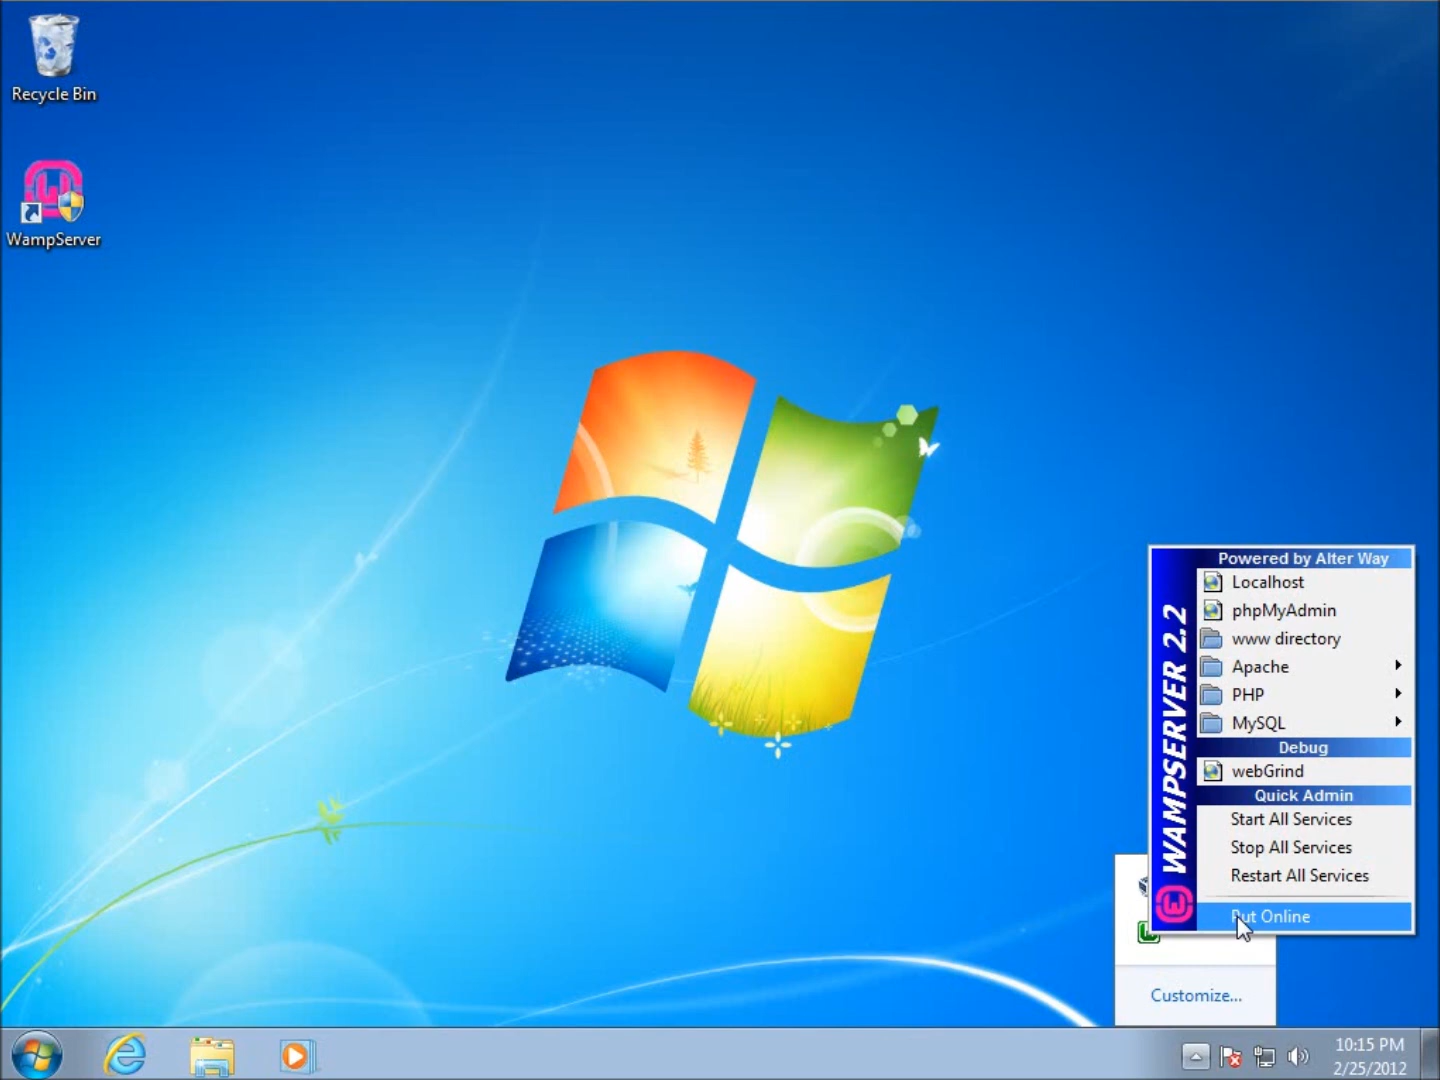 Recycle Bin
WampServer
WAMPSERVER 2.2
Powered by Alter Way
Localhost
phpMyAdmin
www directory
Apache
PHP
MySQL
Debug
webGrind
Quick Admin
Start All Services
Stop All Services
Restart All Services
Put Online
Customize...
10:15 PM
2/25/2012